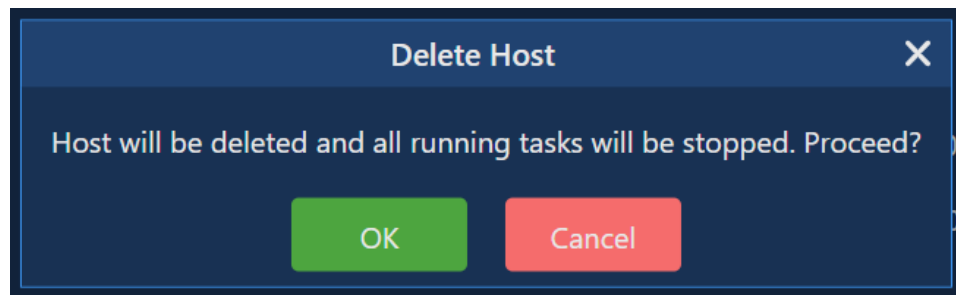 Delete Host
Host will be deleted and all running tasks will be stopped. Proceed?
OK
Cancel